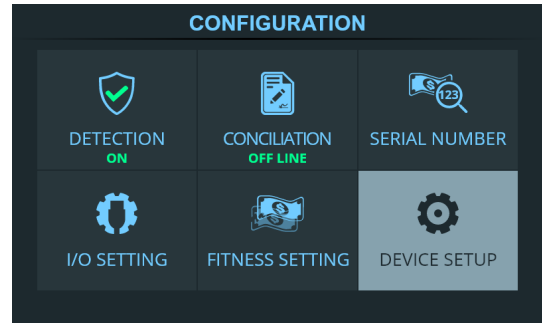 CONFIGURATION
DETECTION
ON
CONCILIATION
OFF LINE
123
SERIAL NUMBER
I/O SETTING
FITNESS SETTING
DEVICE SETUP